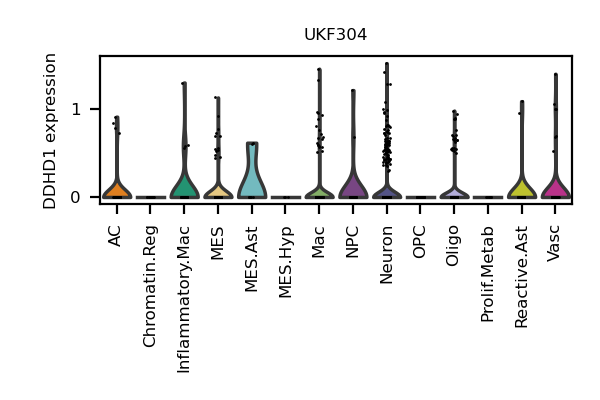 UKF304
DDHD1 expression
1
0
AC
Chromatin.Reg
Inflammatory.Mac
MES
MES.Ast
MES.Hyp
Mac
NPC
Neuron
OPC
Oligo
Prolif.Metab
Reactive.Ast
Vasc